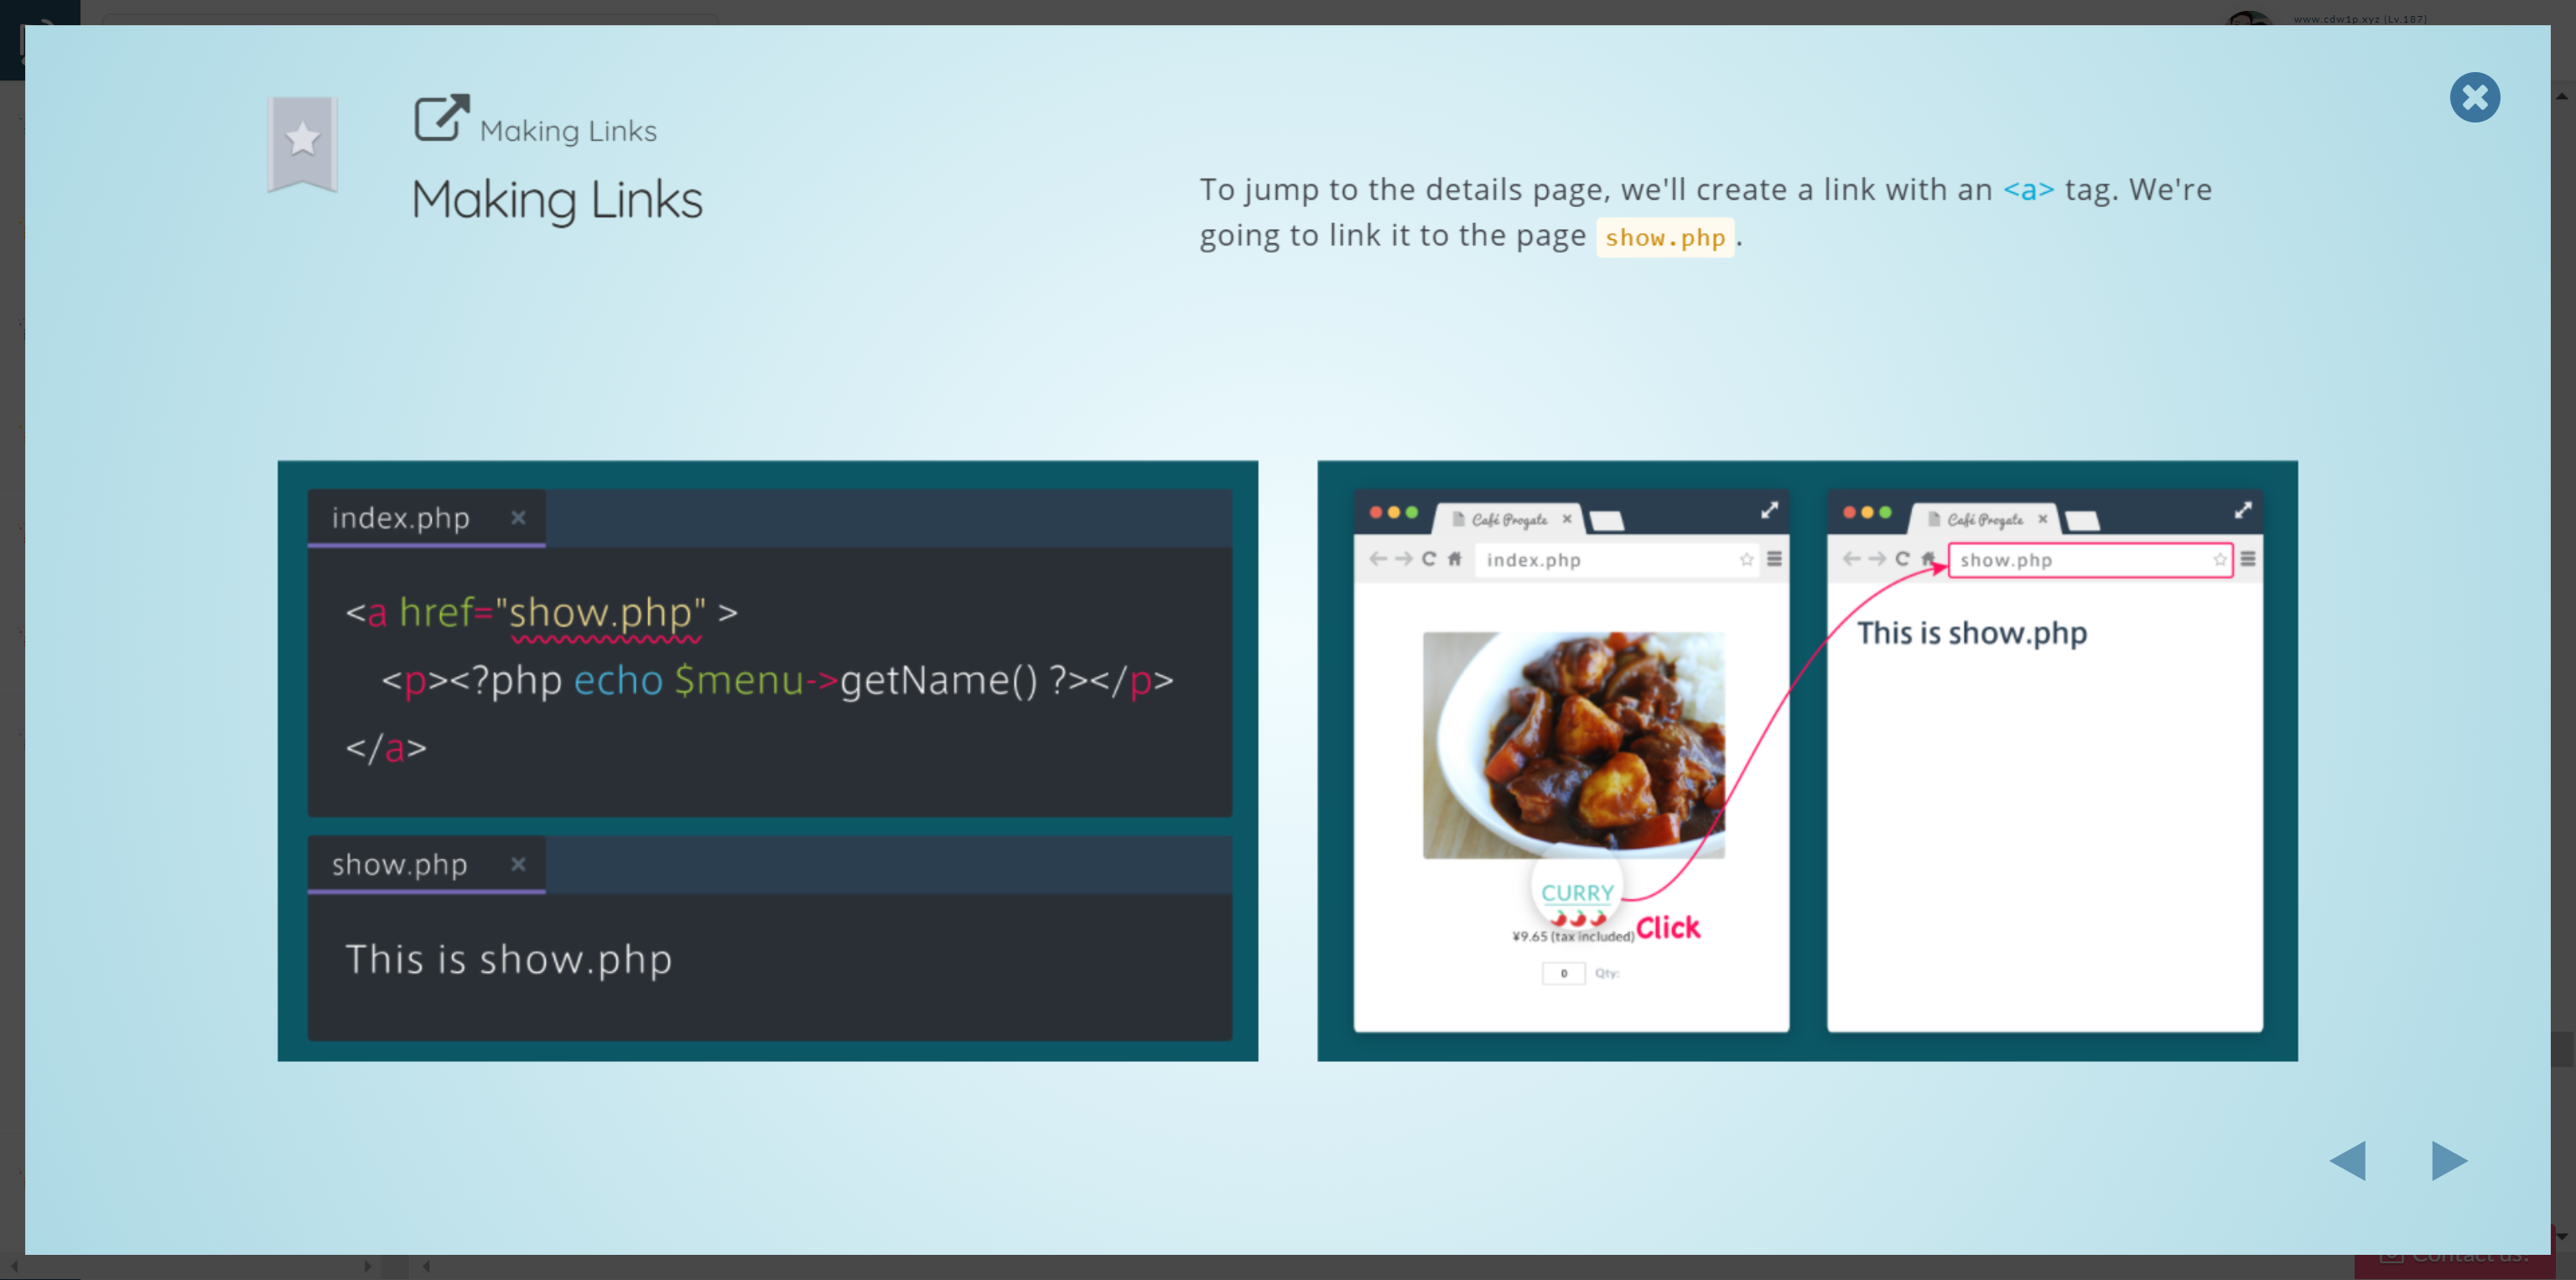 www.cdw1p.xyz (Lv.187)
Making Links
Making Links
To jump to the details page, we'll create a link with an <a> tag. We're
going to link it to the page show.php.
index.php ×
<a href="show.php" >
<p><?php echo $menu->getName() ?></p>
</a>
show.php ×
This is show.php
Café Progate ×
index.php
CURRY
¥9.65 (tax included)
Click
0 Qty:
Café Progate ×
show.php
This is show.php
Contact us!